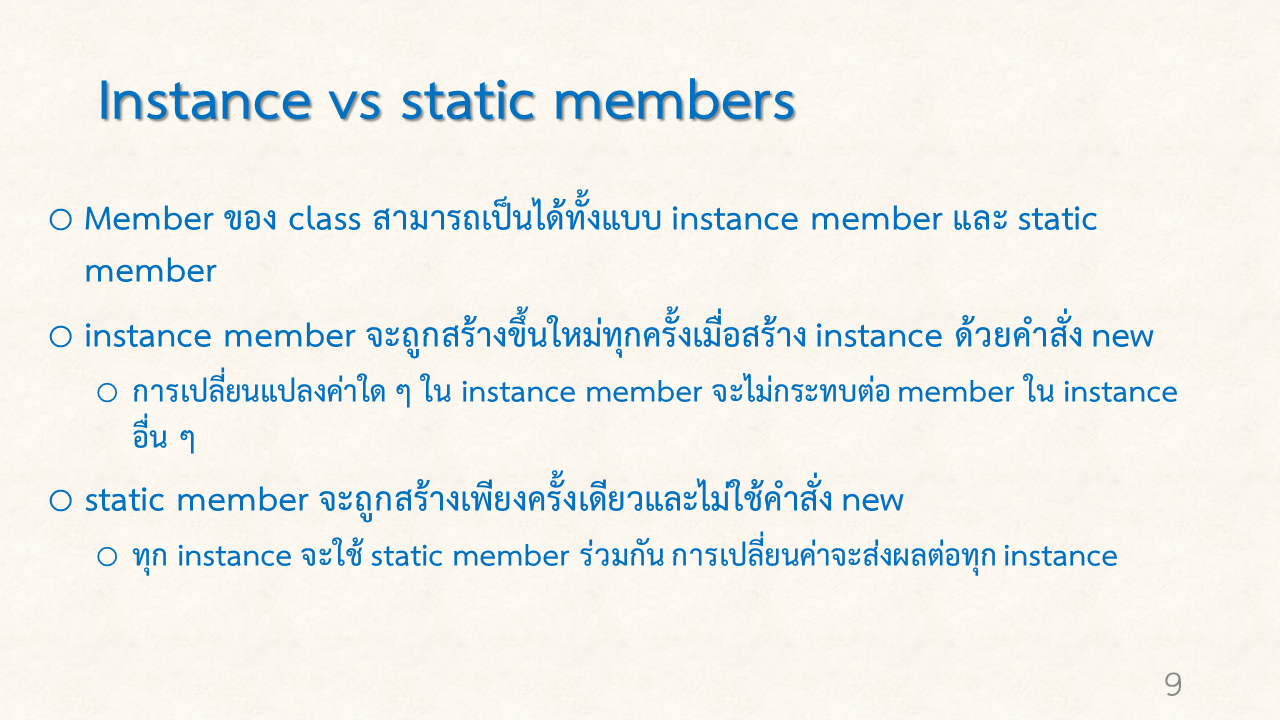 Instance vs static members
Member ของ class สามารถเป็นได้ทั้งแบบ instance member และ static
member
instance member จะถูกสร้างขึ้นใหม่ทุกครั้งเมื่อสร้าง instance ด้วยคำสั่ง new
การเปลี่ยนแปลงค่าใด ๆ ใน instance member จะไม่กระทบต่อ member ใน instance
อื่น ๆ
static member จะถูกสร้างเพียงครั้งเดียวและไม่ใช้คำสั่ง new
ทุก instance จะใช้ static member ร่วมกัน การเปลี่ยนค่าจะส่งผลต่อทุก instance
9